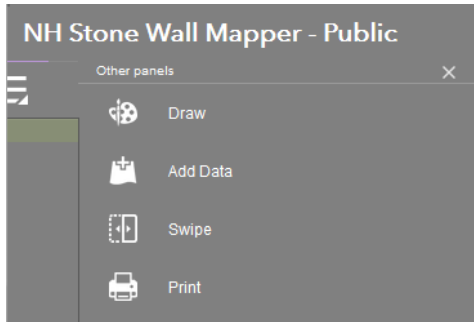 NH Stone Wall Mapper - Public
Other panels
Draw
Add Data
Swipe
Print